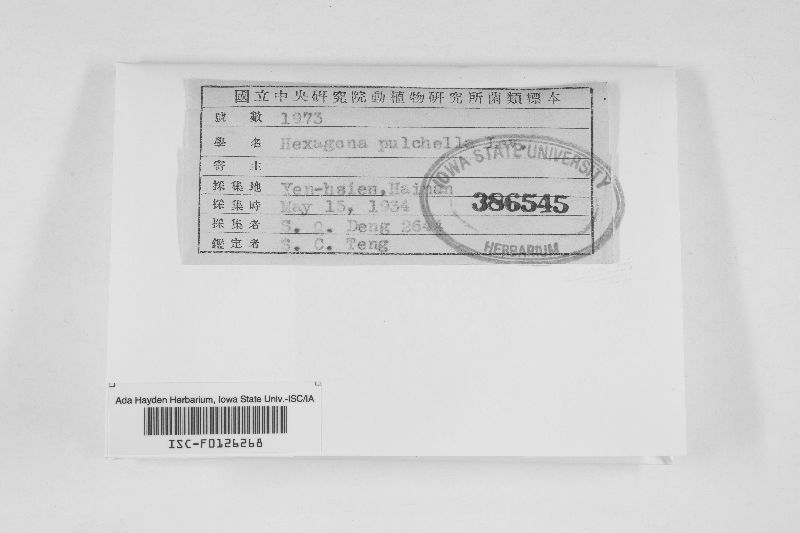 國立中央研究院動植物研究所菌類標本
號數 1973
學名 Hexagona pulchella Lev.
寄主
採集地 Yen-hsien, Hainan
採集時 May 15, 1934
採集者 S. Q. Deng
鑑定者 S. C. Teng
IOWA STATE UNIVERSITY
386545
HERBARIUM
Ada Hayden Herbarium, Iowa State Univ.-ISC/IA
ISC-F0126268